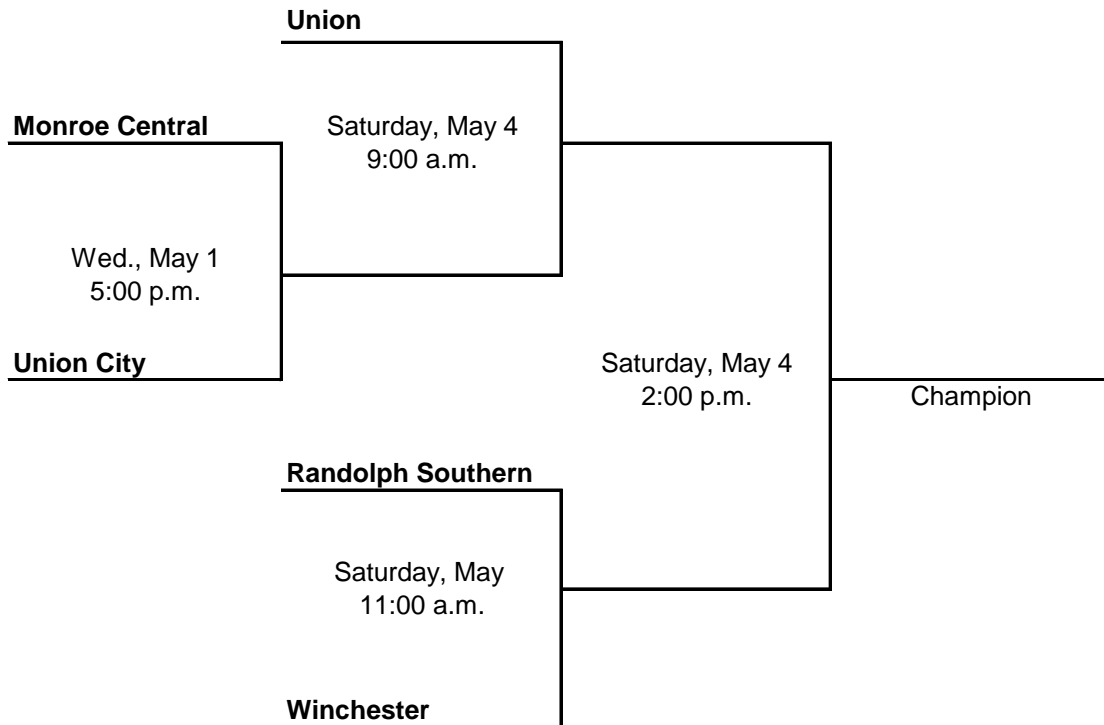 Union
Monroe Central
Saturday, May 4
9:00 a.m.
Wed., May 1
5:00 p.m.
Union City
Saturday, May 4
2:00 p.m.
Champion
Randolph Southern
Saturday, May
11:00 a.m.
Winchester